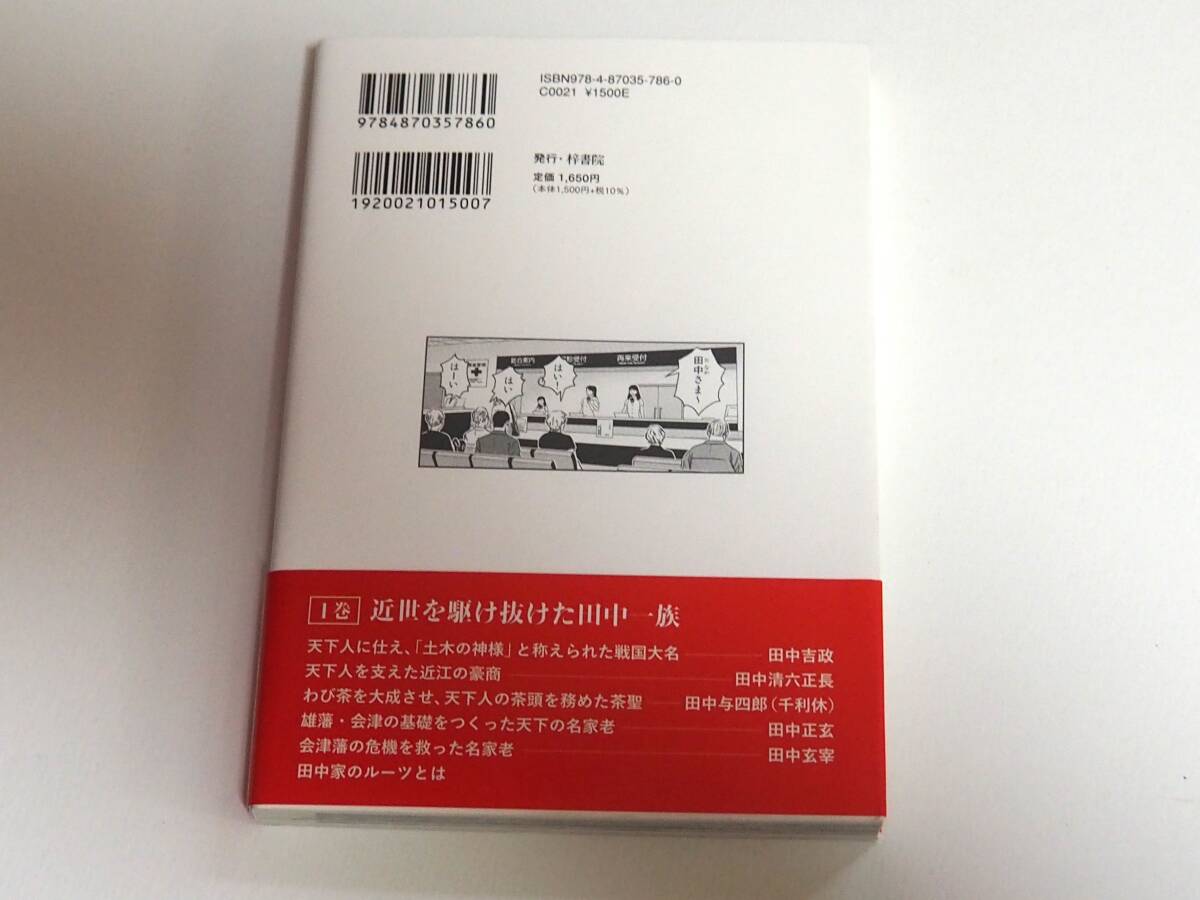 ISBN978-4-87035-786-0
C0021 ¥1500E
9784870357860
発行・梓書院
定価 1,650円
(本体1,500円+税10%)
1920021015007
総合案内
再来受付
田中さま〜
はい!
はい
はーい
1巻 近世を駆け抜けた田中一族
天下人に仕え、「土木の神様」と称えられた戦国大名 田中吉政
天下人を支えた近江の豪商 田中清六正長
わび茶を大成させ、天下人の茶頭を務めた茶聖 田中与四郎(千利休)
雄藩・会津の基礎をつくった天下の名家老 田中正玄
会津藩の危機を救った名家老 田中玄宰
田中家のルーツとは